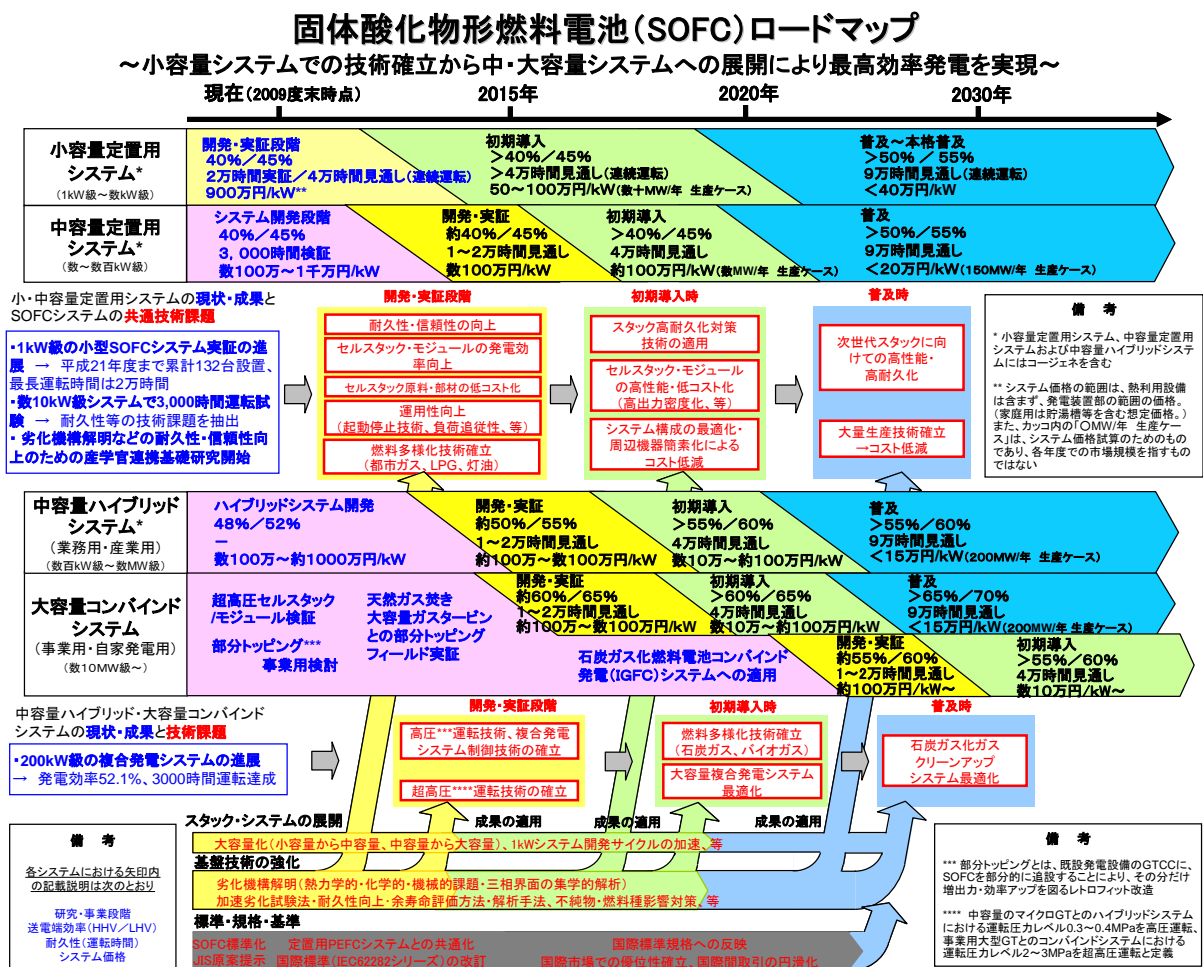 固体酸化物形燃料電池(SOFC)ロードマップ
~小容量システムでの技術確立から中・大容量システムへの展開により最高効率発電を実現~
現在(2009度末時点)
2015年
2020年
2030年
小容量定置用
システム*
(1kW級~数kW級)
開発・実証段階
40%/45%
2万時間実証/4万時間見通し(連続運転)
900万円/kW**
初期導入
>40%/45%
>4万時間見通し(連続運転)
50~100万円/kW(数十MW/年 生産ケース)
普及~本格普及
>50%/55%
9万時間見通し(連続運転)
<40万円/kW
中容量定置用
システム*
(数~数百kW級)
システム開発段階
40%/45%
3,000時間検証
数100万~1千万円/kW
開発・実証
約40%/45%
1~2万時間見通し
数100万円/kW
初期導入
>40%/45%
4万時間見通し
約100万円/kW(数MW/年 生産ケース)
普及
>50%/55%
9万時間見通し
<20万円/kW(150MW/年 生産ケース)
小・中容量定置用システムの現状・成果と
SOFCシステムの共通技術課題
・1kW級の小型SOFCシステム実証の進
展 → 平成21年度まで累計132台設置、
最長運転時間は2万時間
・数10kW級システムで3,000時間運転試
験 → 耐久性等の技術課題を抽出
・劣化機構解明などの耐久性・信頼性向
上のための産学官連携基礎研究開始
開発・実証段階
耐久性・信頼性の向上
セルスタック・モジュールの発電効
率向上
セルスタック原料・部材の低コスト化
運用性向上
(起動停止技術、負荷追従性、等)
燃料多様化技術確立
(都市ガス、LPG、灯油)
初期導入時
スタック高耐久化対策
技術の適用
セルスタック・モジュール
の高性能・低コスト化
(高出力密度化、等)
システム構成の最適化・
周辺機器簡素化による
コスト低減
普及時
次世代スタックに向
けての高性能・
高耐久化
大量生産技術確立
→コスト低減
備 考
* 小容量定置用システム、中容量定置用
システムおよび中容量ハイブリッドシステ
ムにはコージェネを含む
** システム価格の範囲は、熱利用設備
は含まず、発電装置部の範囲の価格。
(家庭用は貯湯槽等を含む想定価格。)
また、カッコ内の「○MW/年 生産ケー
ス」は、システム価格試算のためのもの
であり、各年度での市場規模を指すもの
ではない
中容量ハイブリッド
システム*
(業務用・産業用)
(数百kW級~数MW級)
ハイブリッドシステム開発
48%/52%
-
数100万~約1000万円/kW
開発・実証
約50%/55%
1~2万時間見通し
約100万~数100万円/kW
初期導入
>55%/60%
4万時間見通し
数10万~約100万円/kW
普及
>55%/60%
9万時間見通し
<15万円/kW(200MW/年 生産ケース)
大容量コンバインド
システム
(事業用・自家発電用)
(数10MW級~)
超高圧セルスタック
/モジュール検証
部分トッピング***
事業用検討
天然ガス焚き
大容量ガスタービン
との部分トッピング
フィールド実証
開発・実証
約60%/65%
1~2万時間見通し
約100万~数100万円/kW
初期導入
>60%/65%
4万時間見通し
数10万~約100万円/kW
普及
>65%/70%
9万時間見通し
<15万円/kW(200MW/年 生産ケース)
石炭ガス化燃料電池コンバインド
発電(IGFC)システムへの適用
開発・実証
約55%/60%
1~2万時間見通し
約100万円/kW~
初期導入
>55%/60%
4万時間見通し
数10万円/kW~
中容量ハイブリッド・大容量コンバインド
システムの現状・成果と技術課題
・200kW級の複合発電システムの進展
→ 発電効率52.1%、3000時間運転達成
開発・実証段階
高圧***運転技術、複合発電
システム制御技術の確立
超高圧****運転技術の確立
初期導入時
燃料多様化技術確立
(石炭ガス、バイオガス)
大容量複合発電システム
最適化
普及時
石炭ガス化ガス
クリーンアップ
システム最適化
備 考
各システムにおける矢印内
の記載説明は次のとおり
研究・事業段階
送電端効率(HHV/LHV)
耐久性(運転時間)
システム価格
スタック・システムの展開
成果の適用
成果の適用
成果の適用
大容量化(小容量から中容量、中容量から大容量)、1kWシステム開発サイクルの加速、等
基盤技術の強化
劣化機構解明(熱力学的・化学的・機械的課題・三相界面の集学的解析)
加速劣化試験法・耐久性向上・余寿命評価方法・解析手法、不純物・燃料種影響対策、等
標準・規格・基準
SOFC標準化 定置用PEFCシステムとの共通化 国際標準規格への反映
JIS原案提示 国際標準(IEC62282シリーズ)の改訂 国際市場での優位性確立、国際間取引の円滑化
備 考
*** 部分トッピングとは、既設発電設備のGTCCに、
SOFCを部分的に追設することにより、その分だけ
増出力・効率アップを図るレトロフィット改造
**** 中容量のマイクロGTとのハイブリッドシステム
における運転圧力レベル0.3~0.4MPaを高圧運転、
事業用大型GTとのコンバインドシステムにおける
運転圧力レベル2~3MPaを超高圧運転と定義